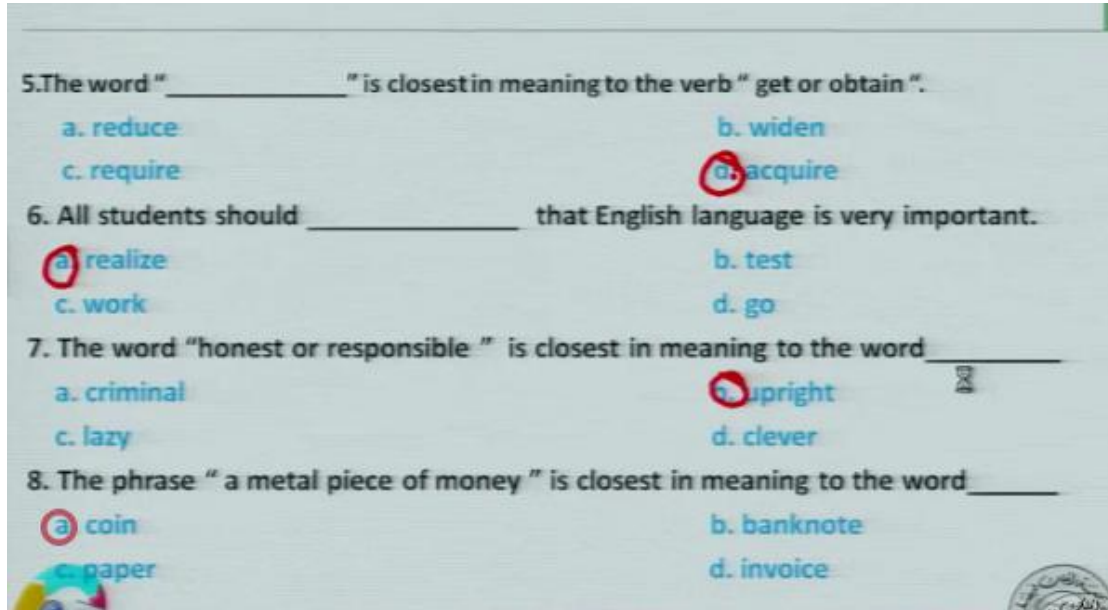 5.The word “____________” is closest in meaning to the verb “ get or obtain “.
a. reduce b. widen
c. require d. acquire
6. All students should ______________ that English language is very important.
a. realize b. test
c. work d. go
7. The word “honest or responsible ” is closest in meaning to the word_________
a. criminal b. upright
c. lazy d. clever
8. The phrase “ a metal piece of money ” is closest in meaning to the word______
a. coin b. banknote
c. paper d. invoice